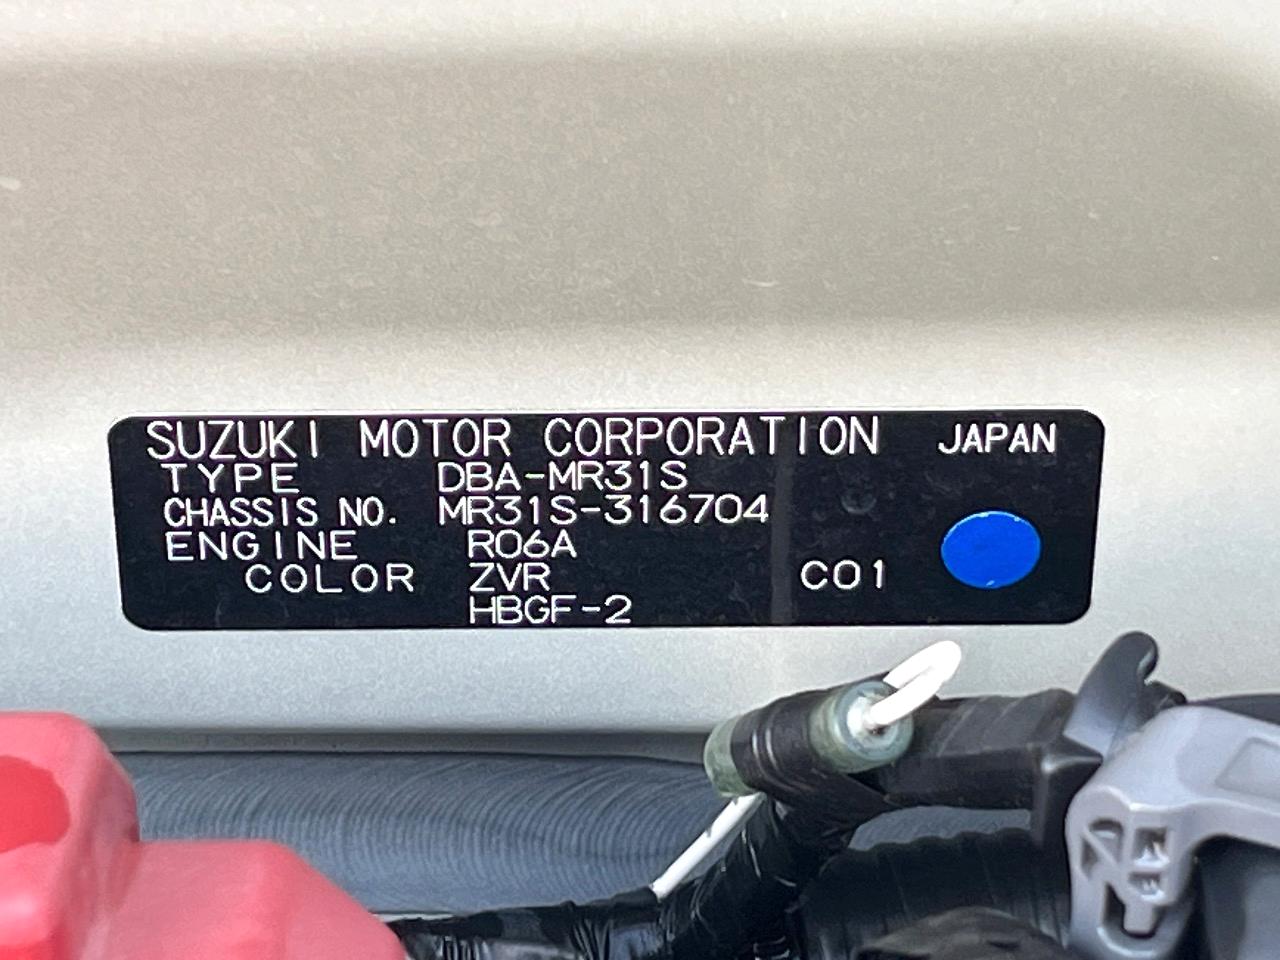 SUZUKI MOTOR CORPORATION JAPAN
TYPE DBA-MR31S
CHASSIS NO. MR31S-316704
ENGINE R06A
COLOR ZVR C01
HBGF-2